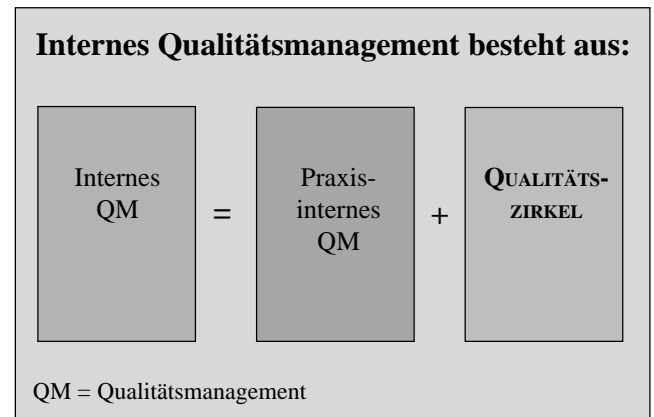 Internes Qualitätsmanagement besteht aus:
Internes
QM
=
Praxis-
internes
QM
+
QUALITÄTS-
ZIRKEL
QM = Qualitätsmanagement